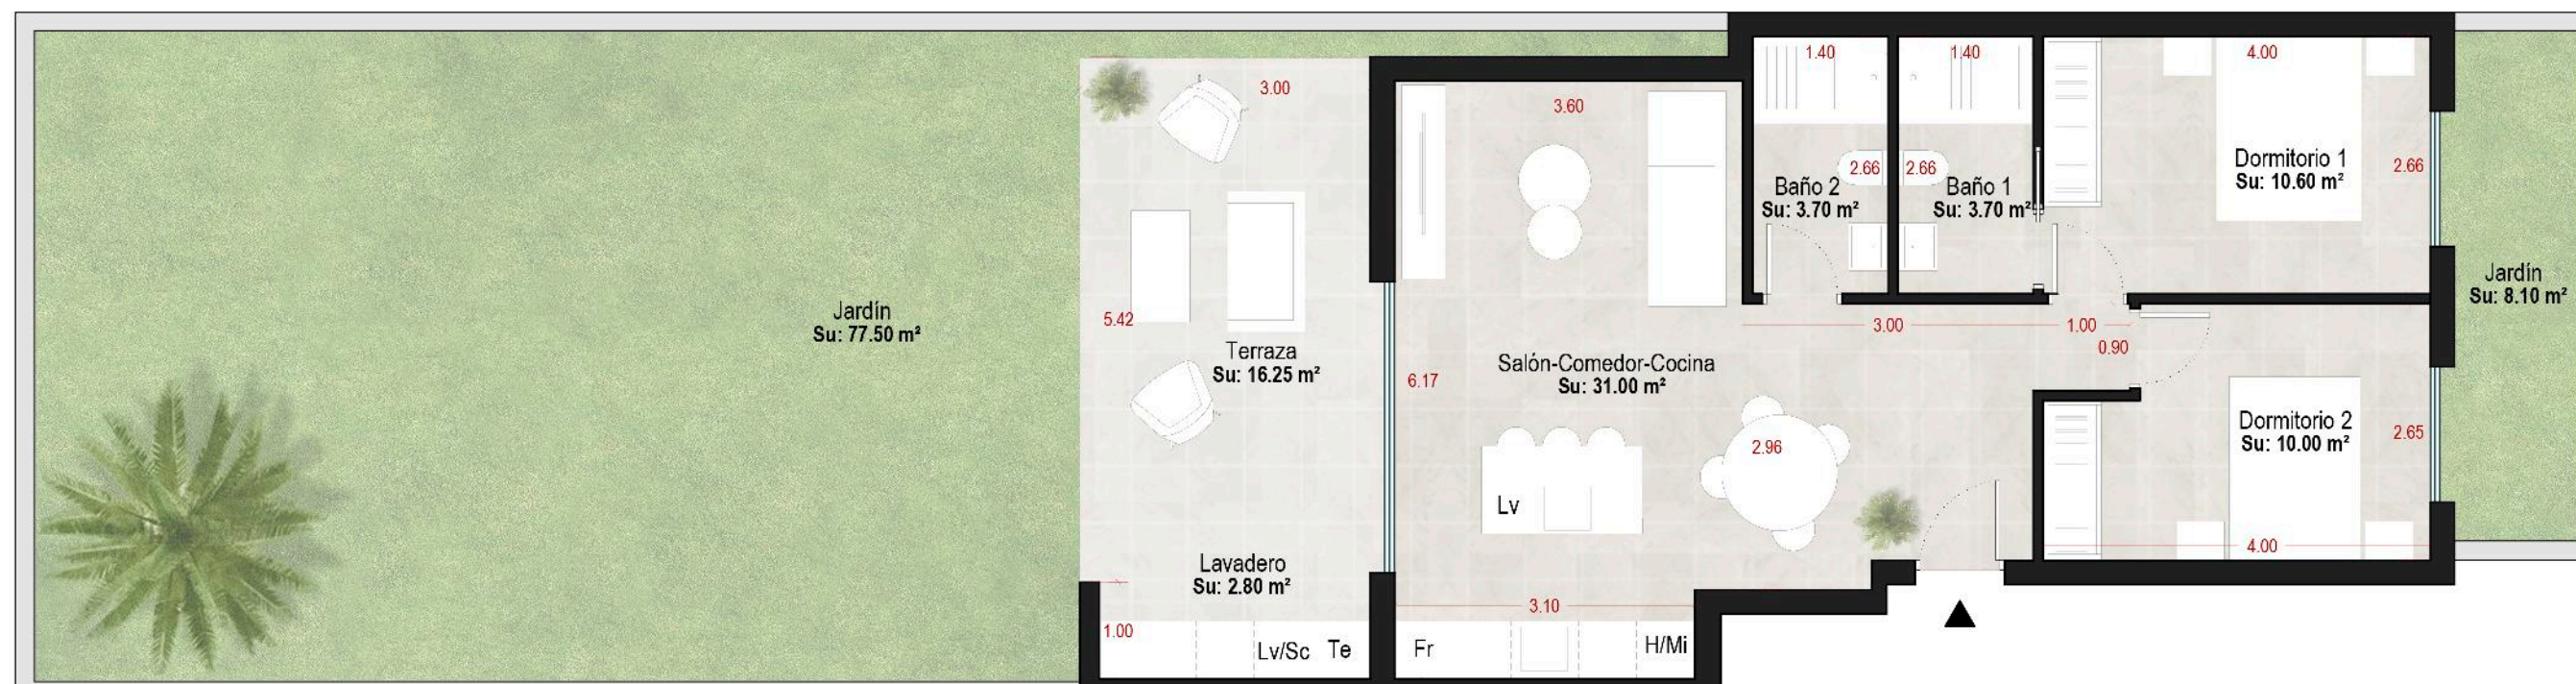 Jardín
Su: 77.50 m²
3.00
5.42
Terraza
Su: 16.25 m²
Lavadero
Su: 2.80 m²
1.00
Lv/Sc Te
3.60
6.17
Salón-Comedor-Cocina
Su: 31.00 m²
2.96
Lv
3.10
Fr
H/Mi
1.40
2.66
Baño 2
Su: 3.70 m²
1.40
2.66
Baño 1
Su: 3.70 m²
3.00
1.00
0.90
4.00
Dormitorio 1
Su: 10.60 m²
2.66
Dormitorio 2
Su: 10.00 m²
2.65
4.00
Jardín
Su: 8.10 m²